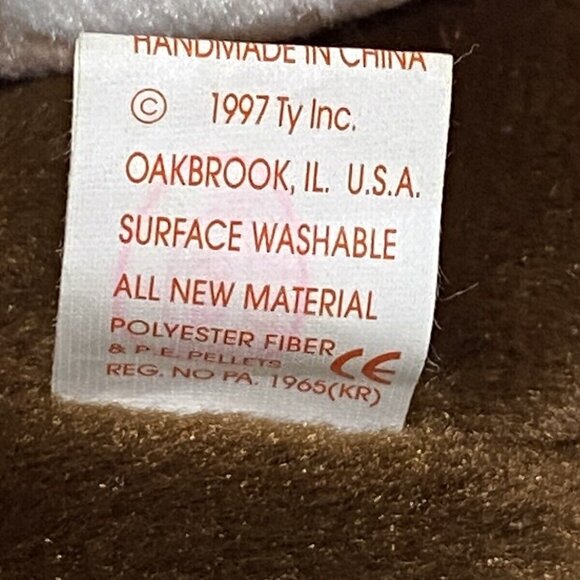 HANDMADE IN CHINA
© 1997 Ty Inc.
OAKBROOK, IL. U.S.A.
SURFACE WASHABLE
ALL NEW MATERIAL
POLYESTER FIBER
& P.E. PELLETS CE
REG. NO PA. 1965(KR)